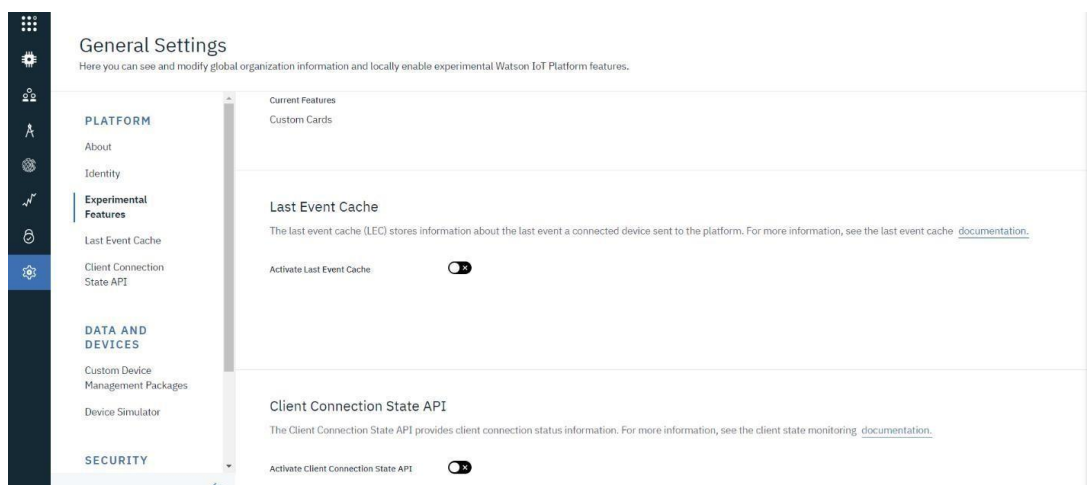 General Settings
Here you can see and modify global organization information and locally enable experimental Watson IoT Platform features.
PLATFORM
About
Identity
Experimental
Features
Last Event Cache
Client Connection
State API
DATA AND
DEVICES
Custom Device
Management Packages
Device Simulator
SECURITY
Current Features
Custom Cards
Last Event Cache
The last event cache (LEC) stores information about the last event a connected device sent to the platform. For more information, see the last event cache documentation.
Activate Last Event Cache
Client Connection State API
The Client Connection State API provides client connection status information. For more information, see the client state monitoring documentation.
Activate Client Connection State API